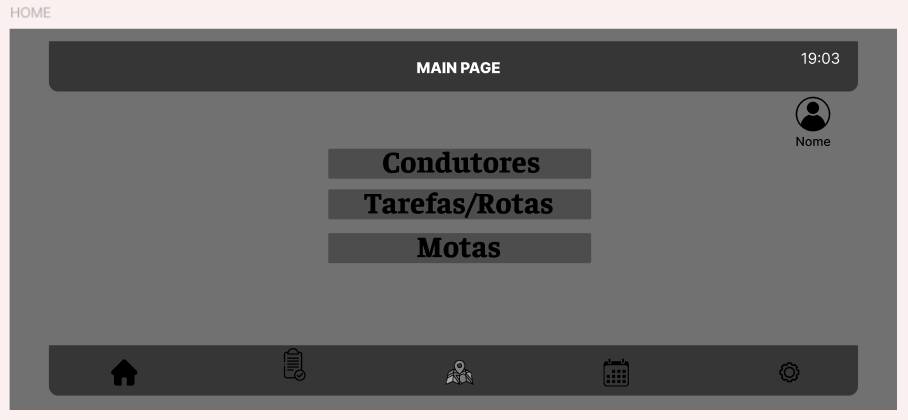 HOME
MAIN PAGE
19:03
Nome
Condutores
Tarefas/Rotas
Motas